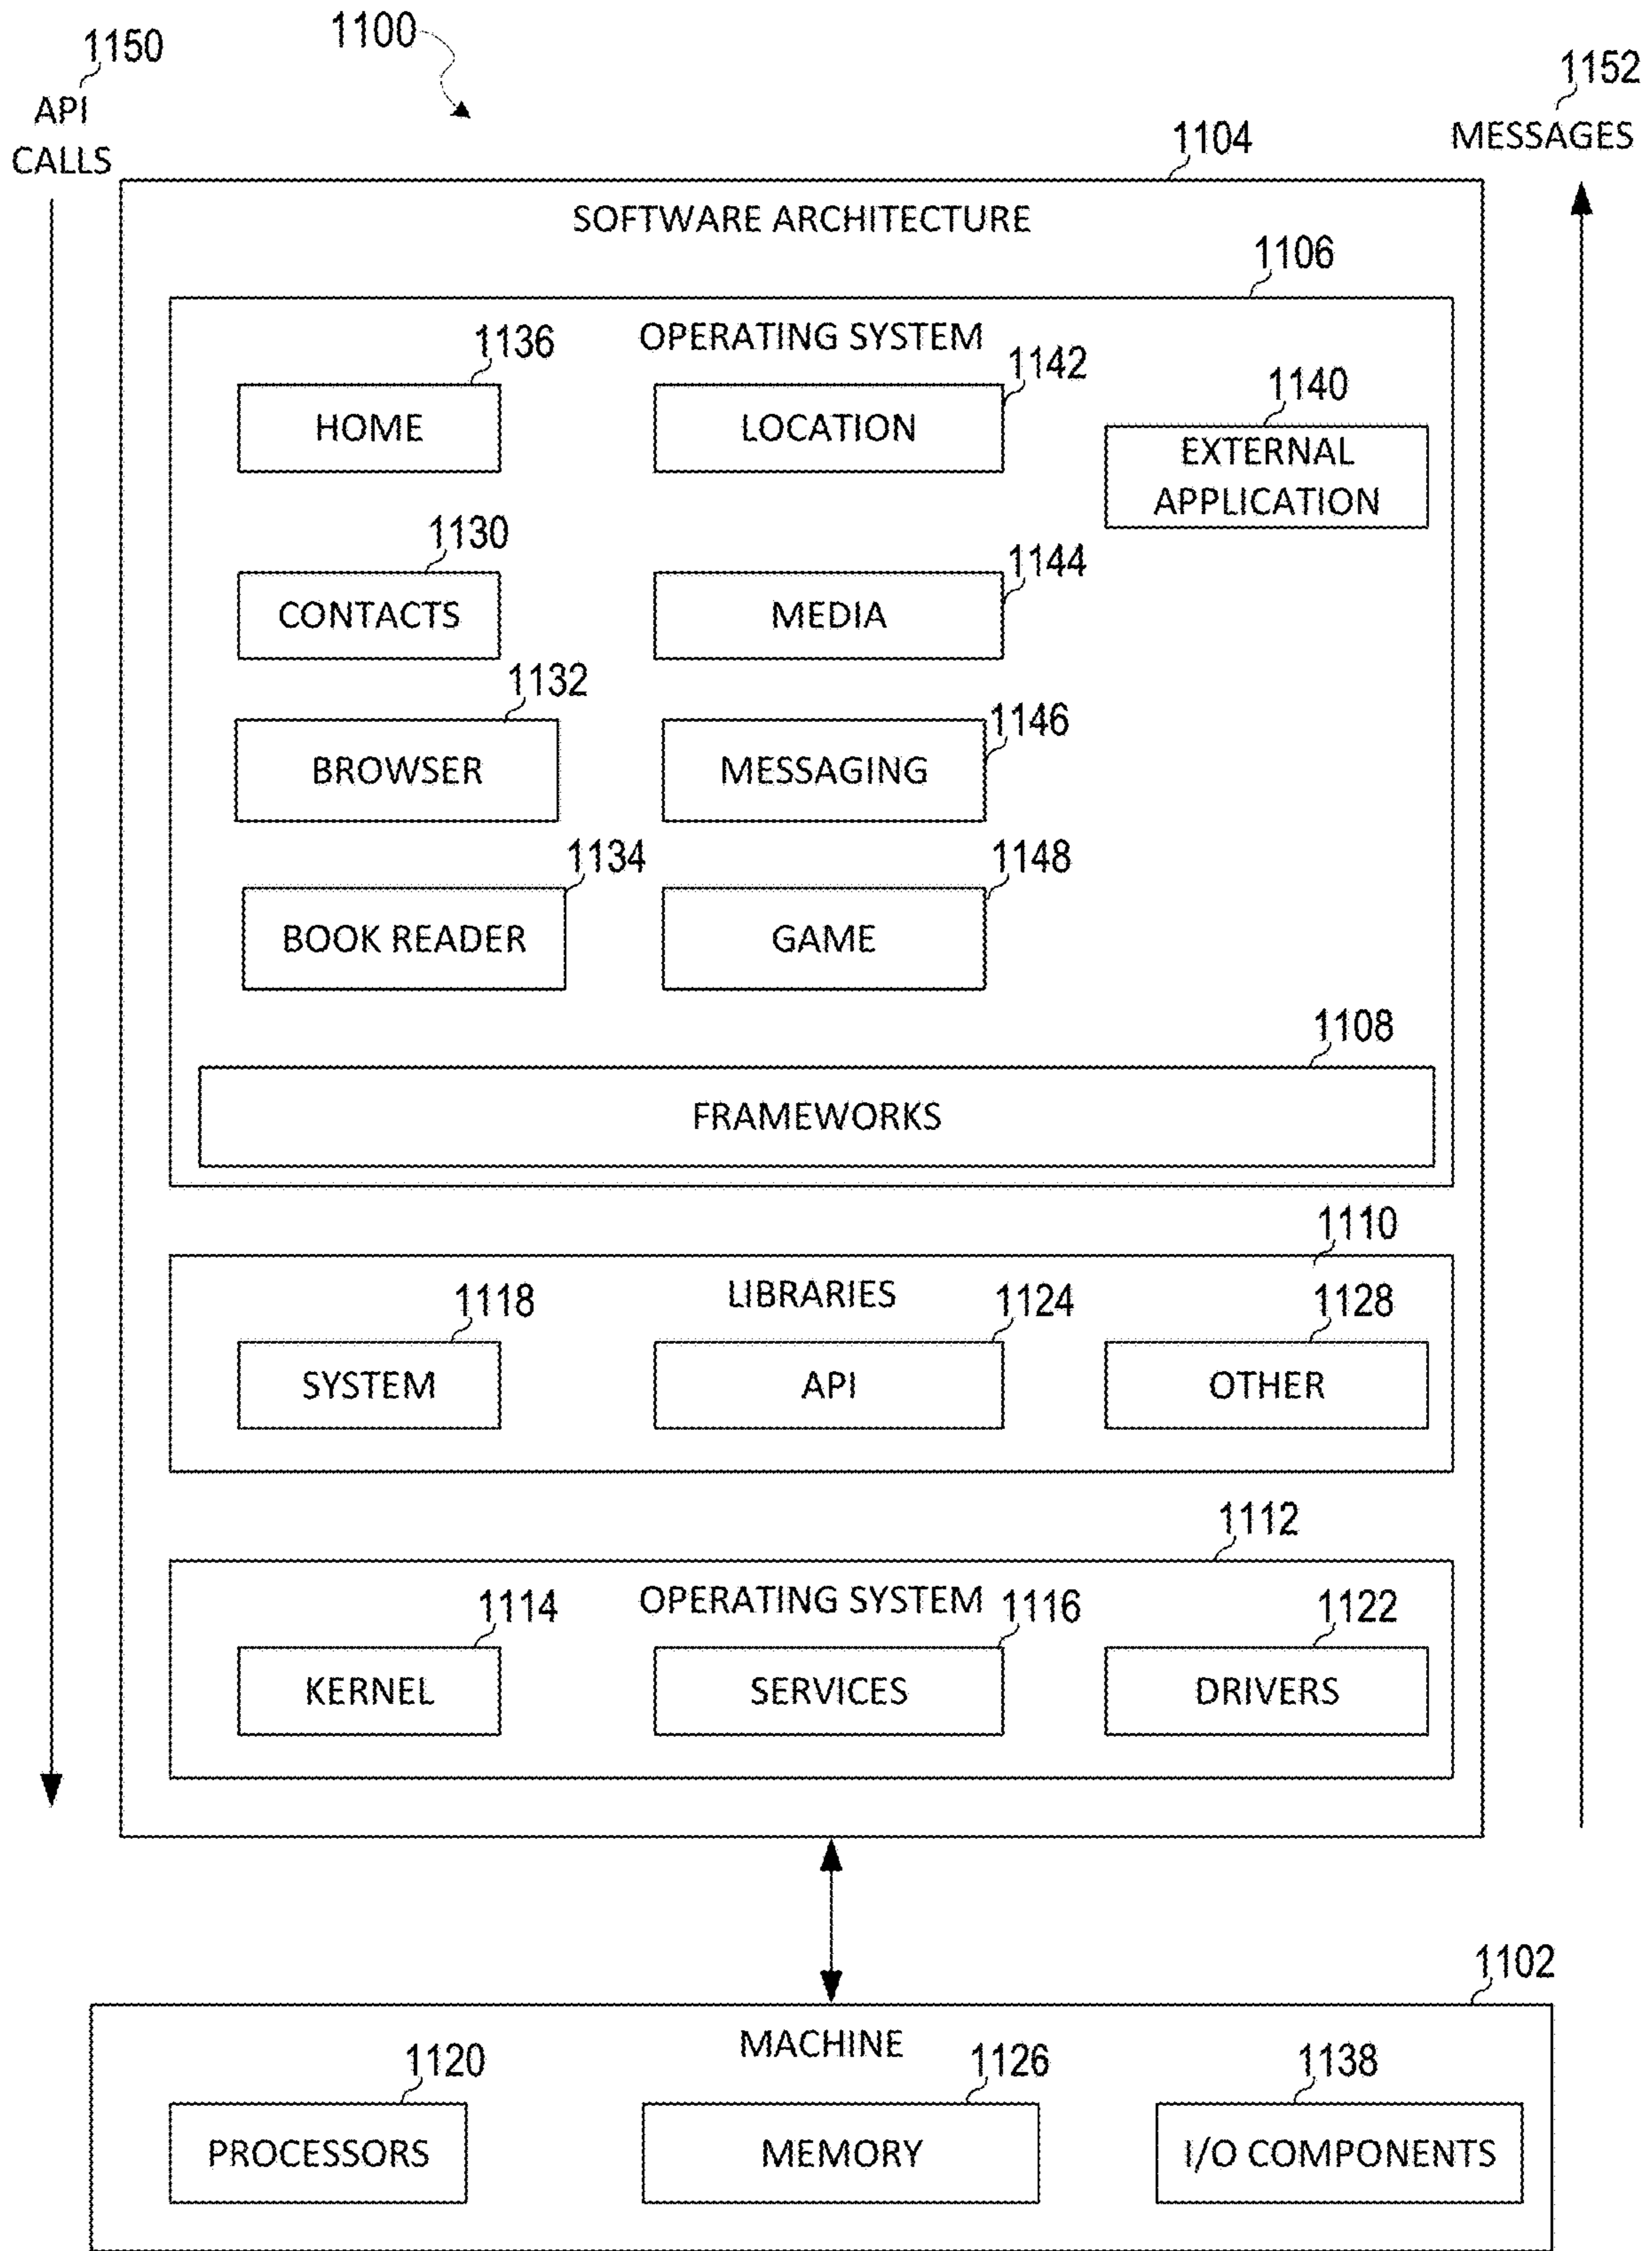 1100
1150
1152
API
CALLS
MESSAGES
1104
SOFTWARE ARCHITECTURE
1106
OPERATING SYSTEM
1136
1142
1140
HOME
LOCATION
EXTERNAL
APPLICATION
1130
1144
CONTACTS
MEDIA
1132
1146
BROWSER
MESSAGING
1134
1148
BOOK READER
GAME
1108
FRAMEWORKS
1110
LIBRARIES
1118
1124
1128
SYSTEM
API
OTHER
1112
OPERATING SYSTEM
1114
1116
1122
KERNEL
SERVICES
DRIVERS
1102
MACHINE
1120
1126
1138
PROCESSORS
MEMORY
I/O COMPONENTS